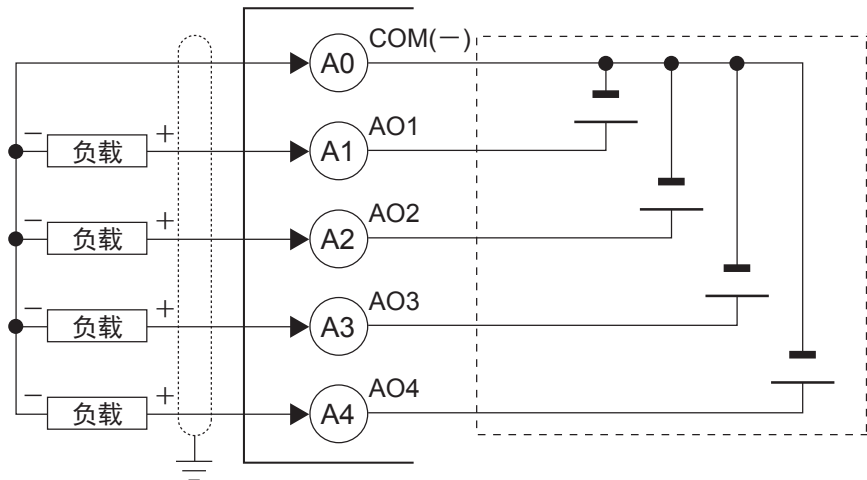 COM(－)
A0
AO1
－ 负载 ＋ A1
AO2
－ 负载 ＋ A2
AO3
－ 负载 ＋ A3
AO4
－ 负载 ＋ A4